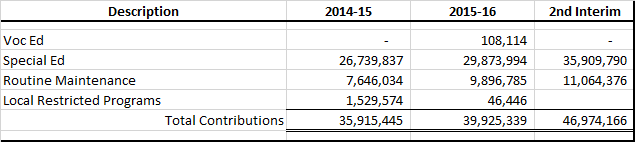 Description 2014-15 2015-16 2nd Interim
Voc Ed - 108,114 -
Special Ed 26,739,837 29,873,994 35,909,790
Routine Maintenance 7,646,034 9,896,785 11,064,376
Local Restricted Programs 1,529,574 46,446
Total Contributions 35,915,445 39,925,339 46,974,166